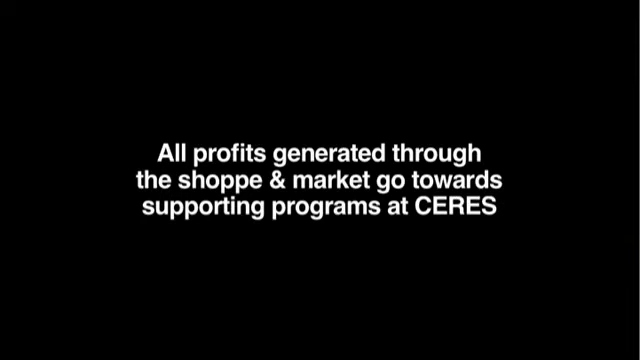 All profits generated through
the shoppe & market go towards
supporting programs at CERES